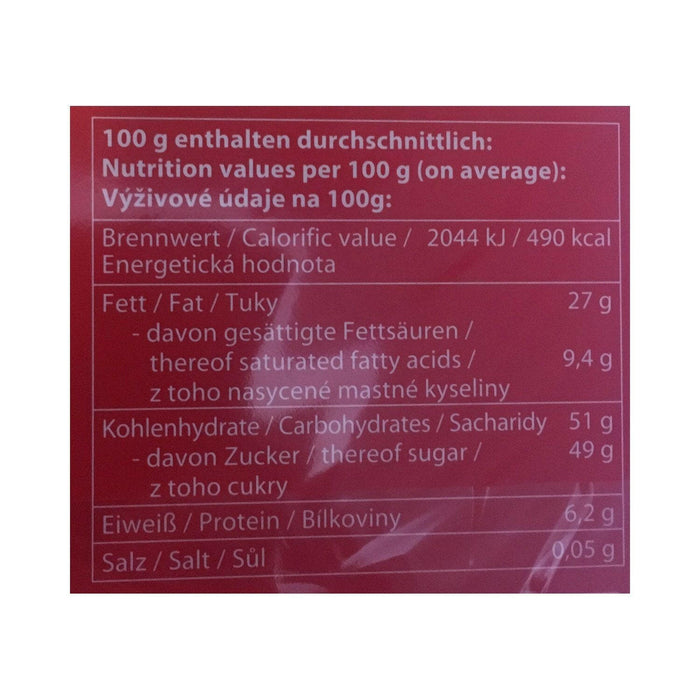 100 g enthalten durchschnittlich:
Nutrition values per 100 g (on average):
Výživové údaje na 100g:
Brennwert / Calorific value / 2044 kJ / 490 kcal
Energetická hodnota
Fett / Fat / Tuky 27 g
- davon gesättigte Fettsäuren /
thereof saturated fatty acids / 9,4 g
z toho nasycené mastné kyseliny
Kohlenhydrate / Carbohydrates / Sacharidy 51 g
- davon Zucker / thereof sugar / 49 g
z toho cukry
Eiweiß / Protein / Bílkoviny 6,2 g
Salz / Salt / Sůl 0,05 g